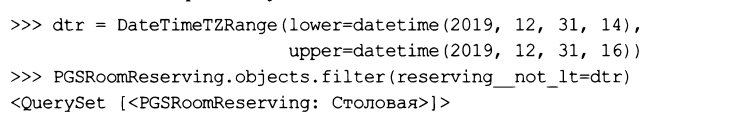 >>> dtr = DateTimeTZRange(lower=datetime(2019, 12, 31, 14),
upper=datetime(2019, 12, 31, 16))
>>> PGSRoomReserving.objects.filter(reserving__not_lt=dtr)
<QuerySet [<PGSRoomReserving: Столовая>]>